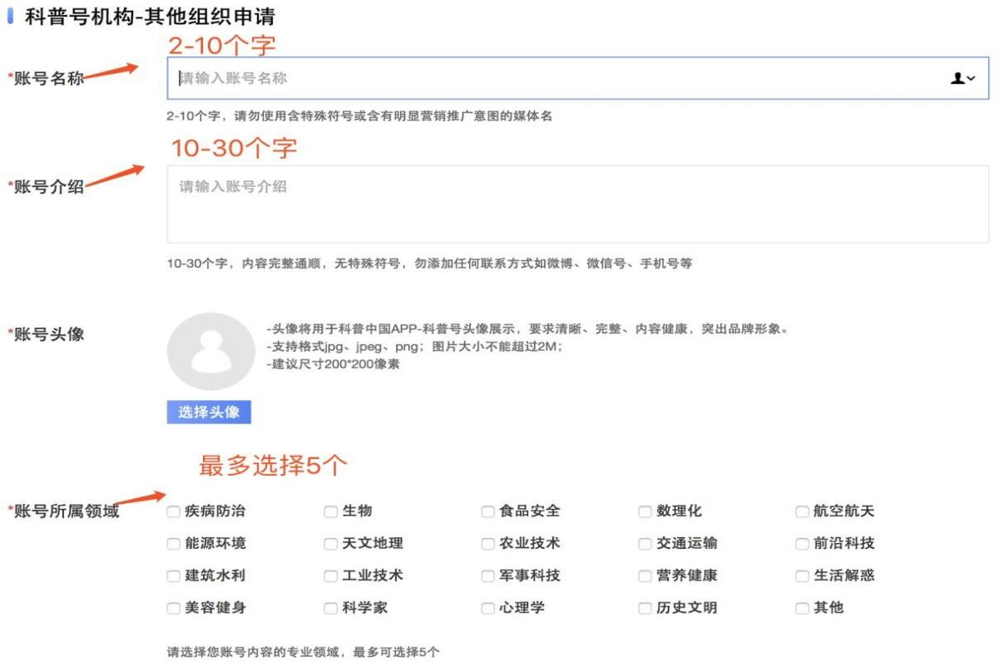 科普号机构-其他组织申请
2-10个字
*账号名称
请输入账号名称
2-10个字，请勿使用含特殊符号或含有明显营销推广意图的媒体名
10-30个字
*账号介绍
请输入账号介绍
10-30个字，内容完整通顺，无特殊符号，勿添加任何联系方式如微博、微信号、手机号等
*账号头像
-头像将用于科普中国APP-科普号头像展示，要求清晰、完整、内容健康，突出品牌形象。
-支持格式jpg、jpeg、png；图片大小不能超过2M；
-建议尺寸200*200像素
选择头像
最多选择5个
*账号所属领域
疾病防治 生物 食品安全 数理化 航空航天
能源环境 天文地理 农业技术 交通运输 前沿科技
建筑水利 工业技术 军事科技 营养健康 生活解惑
美容健身 科学家 心理学 历史文明 其他
请选择您账号内容的专业领域，最多可选择5个